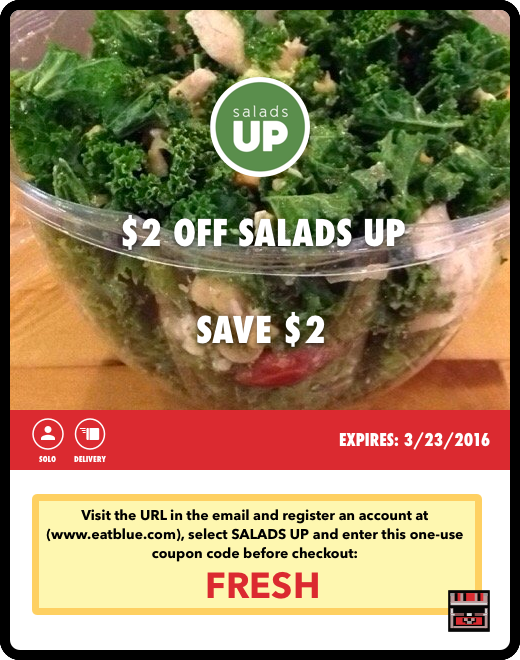 salads
UP
$2 OFF SALADS UP
SAVE $2
SOLO
DELIVERY
EXPIRES: 3/23/2016
Visit the URL in the email and register an account at
(www.eatblue.com), select SALADS UP and enter this one-use
coupon code before checkout:
FRESH